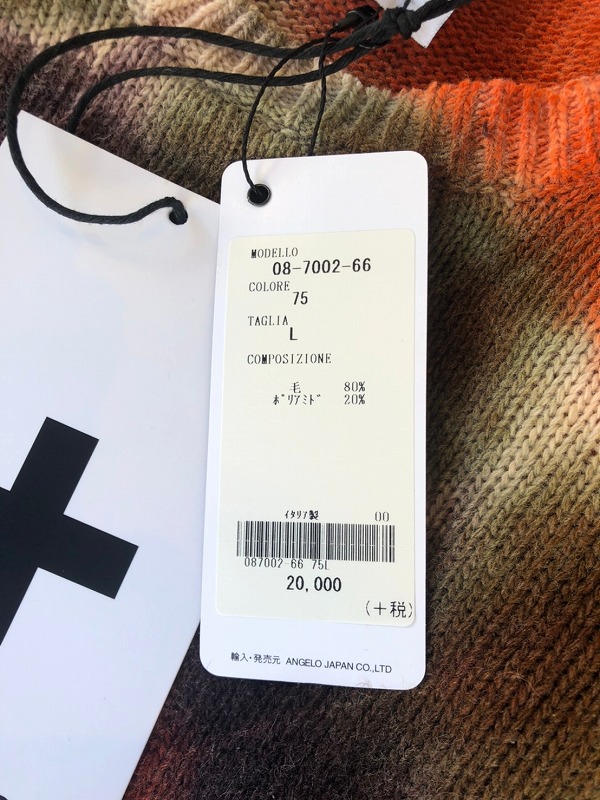 MODELLO
08-7002-66
COLORE
75
TAGLIA
L
COMPOSIZIONE
毛 80%
ﾎﾟﾘｱﾐﾄﾞ 20%
ｲﾀﾘｱ製 00
087002-66 75L
20,000
(+税)
輸入・発売元 ANGELO JAPAN CO.,LTD